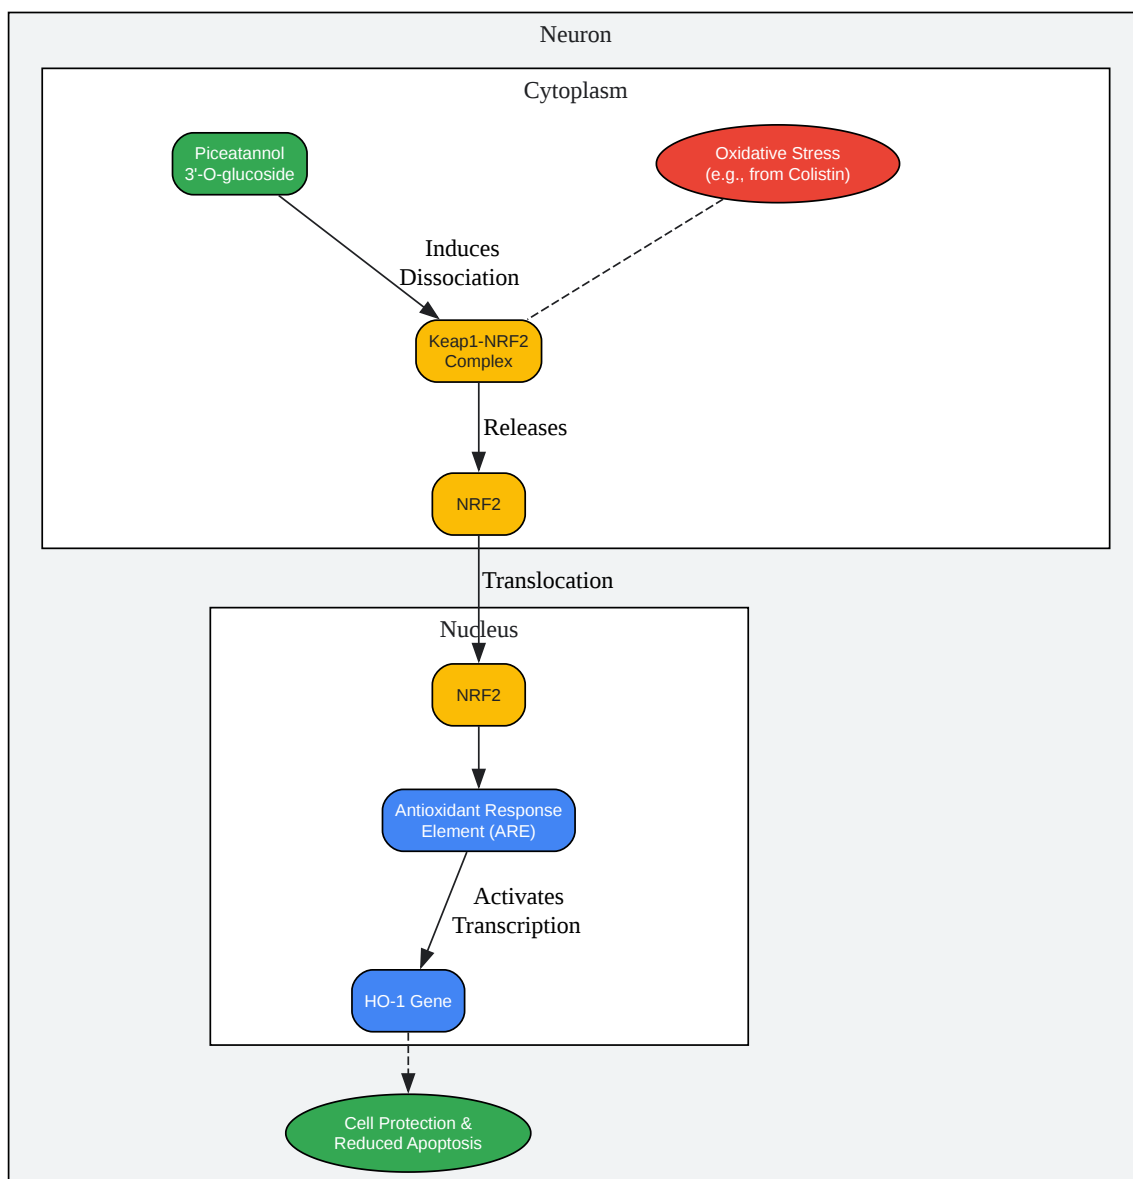 Neuron
Cytoplasm
Piceatannol
3'-O-glucoside
Oxidative Stress
(e.g., from Colistin)
Induces
Dissociation
Keap1-NRF2
Complex
Releases
NRF2
Translocation
Nucleus
NRF2
Antioxidant Response
Element (ARE)
Activates
Transcription
HO-1 Gene
Cell Protection &
Reduced Apoptosis